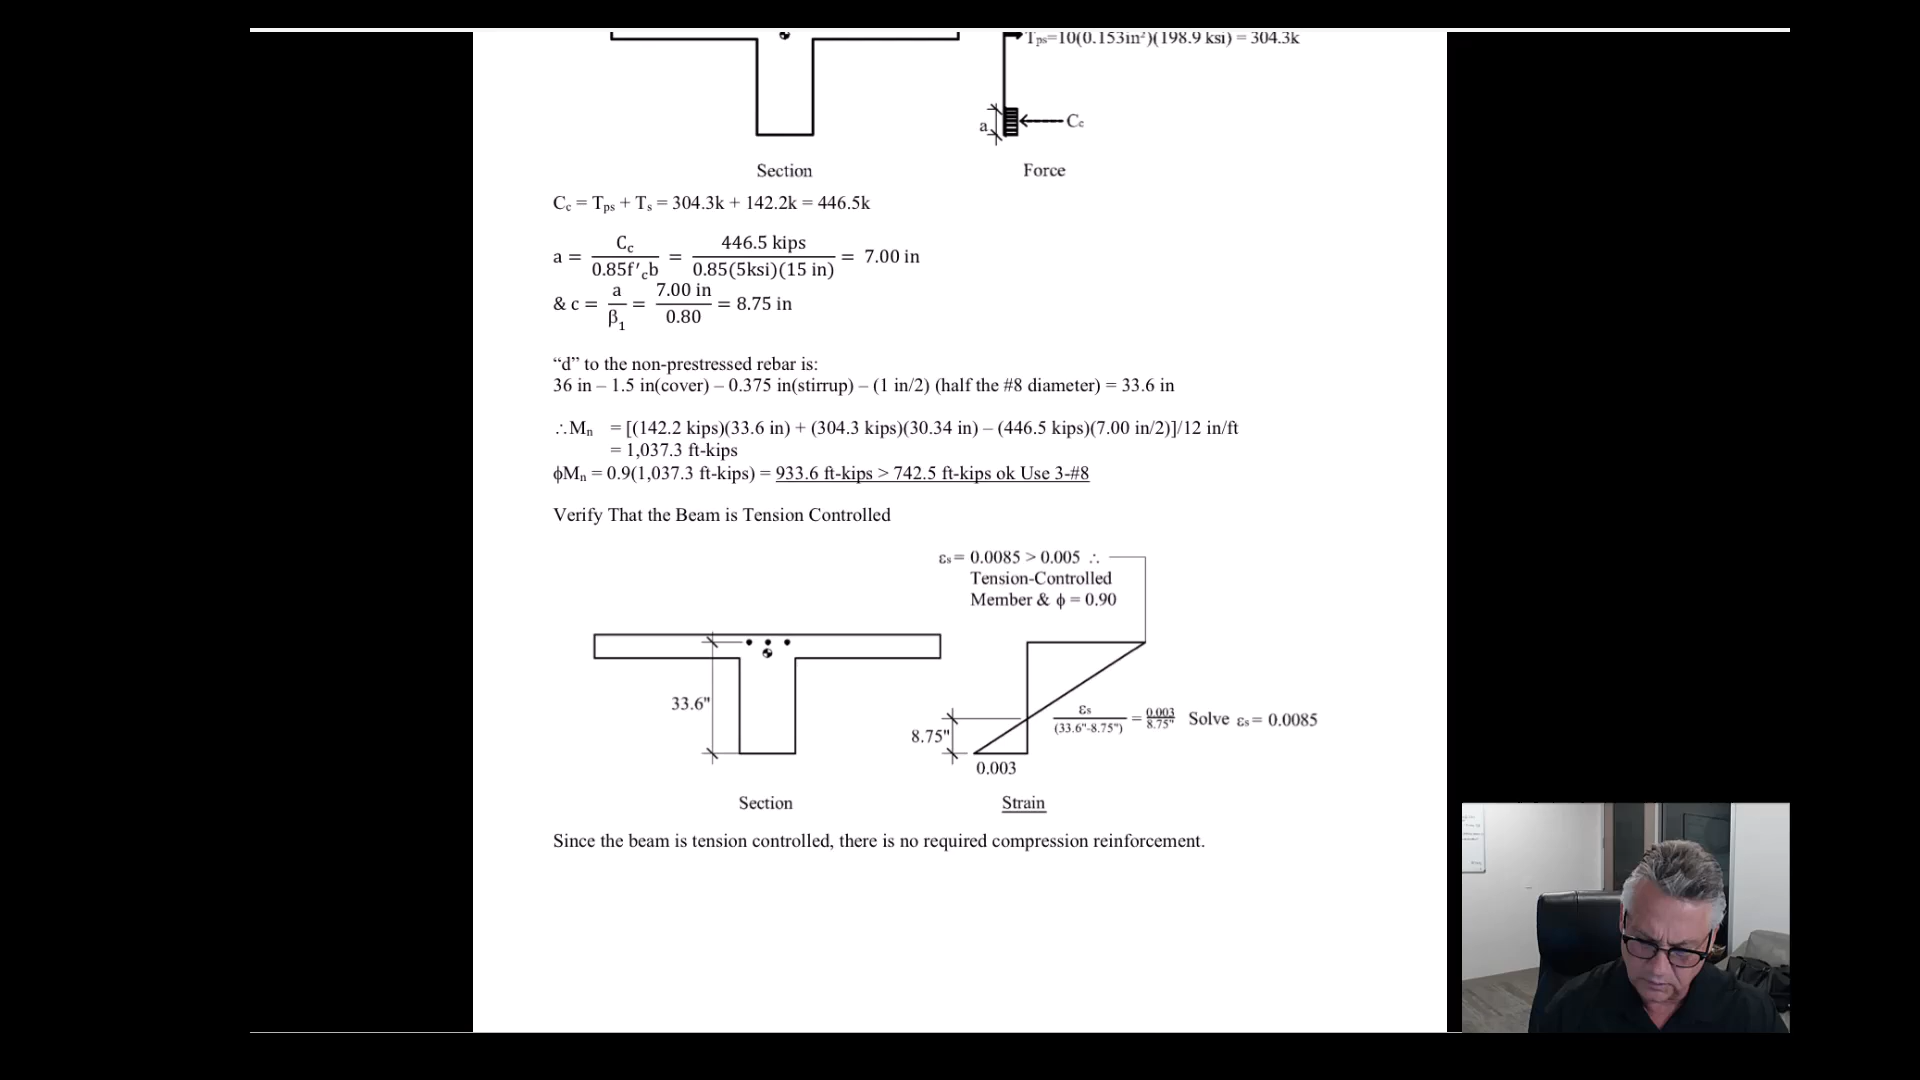 Tps=10(0.153in²)(198.9 ksi) = 304.3k
a
Cc
Section
Force
Cc = Tps + Ts = 304.3k + 142.2k = 446.5k
a = Cc / 0.85f′cb = 446.5 kips / 0.85(5ksi)(15 in) = 7.00 in
& c = a / β1 = 7.00 in / 0.80 = 8.75 in
“d” to the non-prestressed rebar is:
36 in – 1.5 in(cover) – 0.375 in(stirrup) – (1 in/2) (half the #8 diameter) = 33.6 in
∴Mn = [(142.2 kips)(33.6 in) + (304.3 kips)(30.34 in) – (446.5 kips)(7.00 in/2)]/12 in/ft
= 1,037.3 ft-kips
ϕMn = 0.9(1,037.3 ft-kips) = 933.6 ft-kips > 742.5 ft-kips ok Use 3-#8
Verify That the Beam is Tension Controlled
εs = 0.0085 > 0.005 ∴
Tension-Controlled
Member & ϕ = 0.90
33.6"
8.75"
εs / (33.6"-8.75") = 0.003 / 8.75" Solve εs = 0.0085
0.003
Section
Strain
Since the beam is tension controlled, there is no required compression reinforcement.